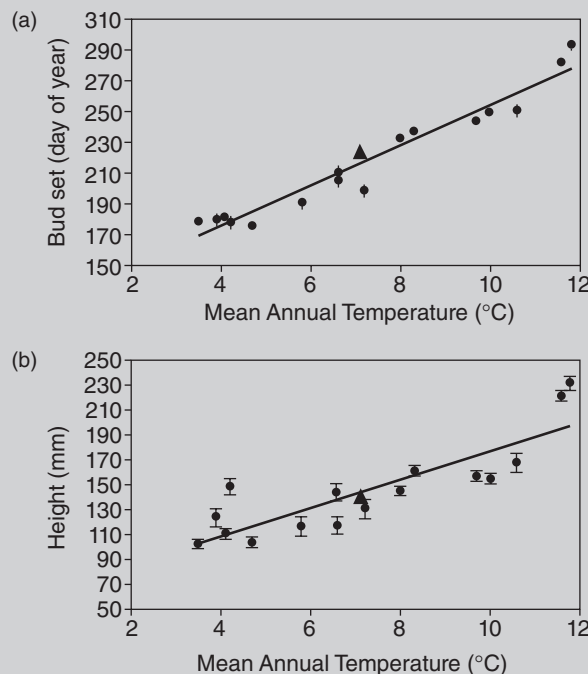 (a)
310
290
270
250
230
210
190
170
150
Bud set (day of year)
2 4 6 8 10 12
Mean Annual Temperature (°C)
(b)
250
230
210
190
170
150
130
110
90
70
50
Height (mm)
2 4 6 8 10 12
Mean Annual Temperature (°C)